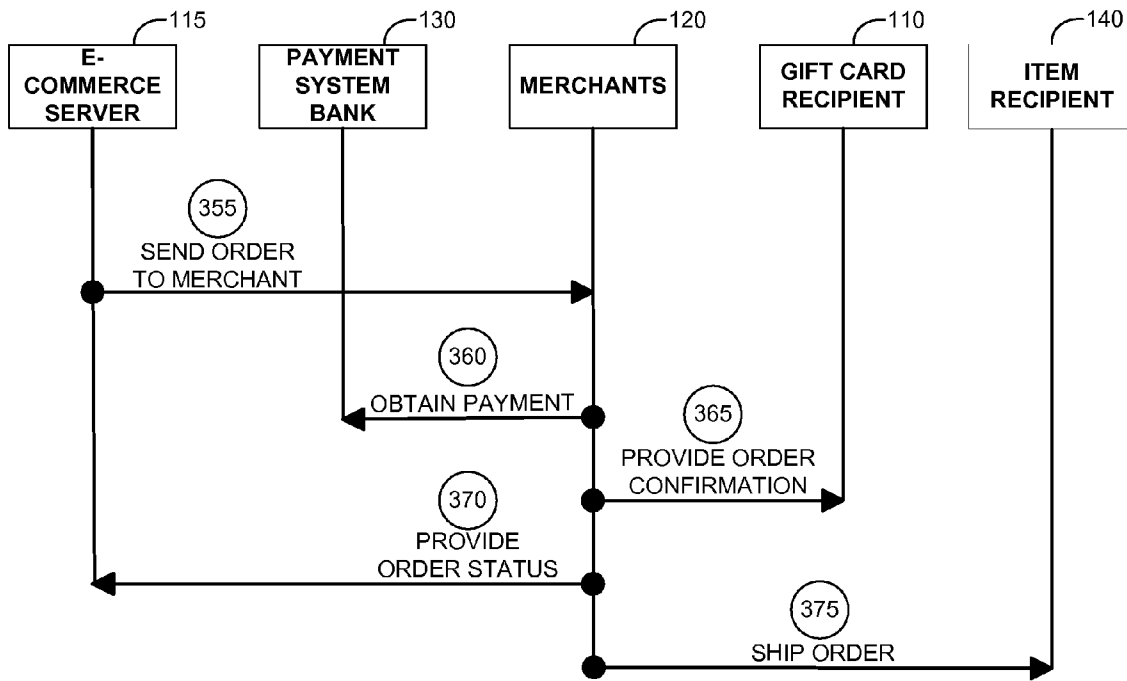 115
130
120
110
140
E-
COMMERCE
SERVER
PAYMENT
SYSTEM
BANK
MERCHANTS
GIFT CARD
RECIPIENT
ITEM
RECIPIENT
355
SEND ORDER
TO MERCHANT
360
OBTAIN PAYMENT
365
PROVIDE ORDER
CONFIRMATION
370
PROVIDE
ORDER STATUS
375
SHIP ORDER